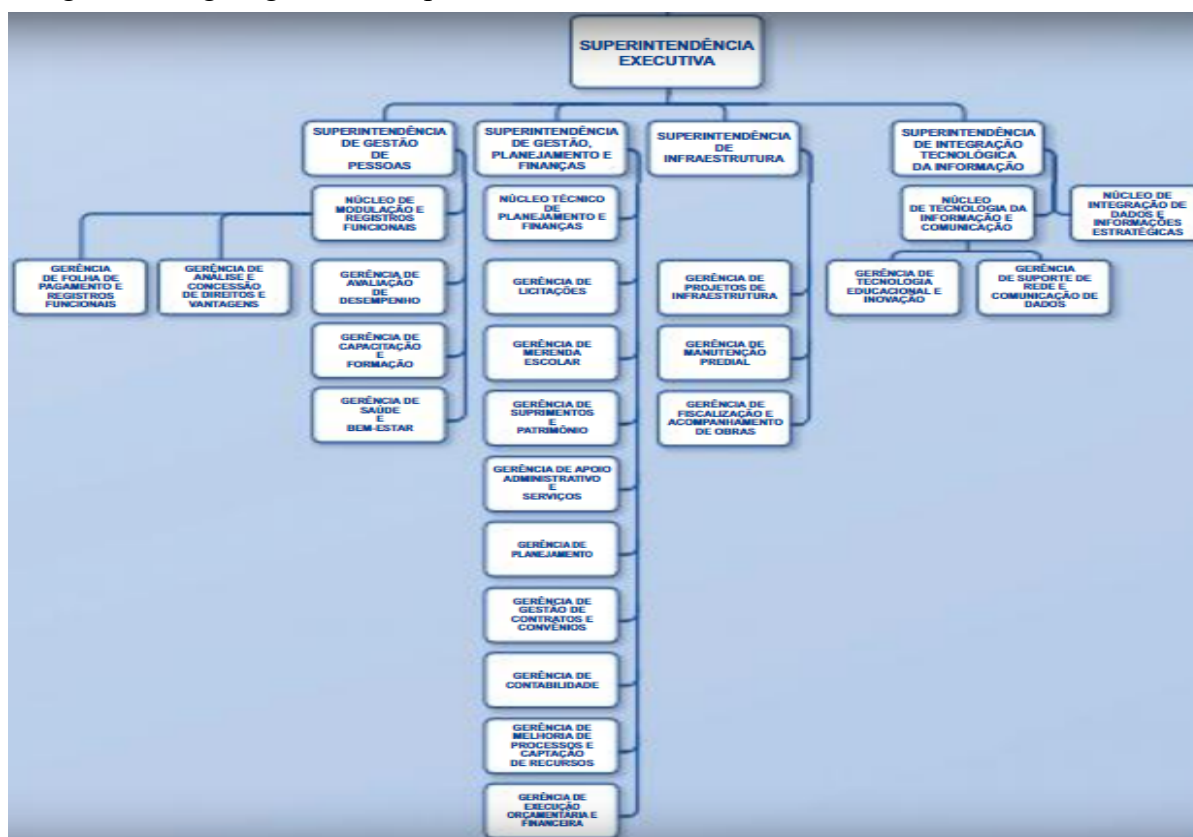 SUPERINTENDÊNCIA
EXECUTIVA
SUPERINTENDÊNCIA
DE GESTÃO
DE
PESSOAS
SUPERINTENDÊNCIA
DE GESTÃO,
PLANEJAMENTO E
FINANÇAS
SUPERINTENDÊNCIA
DE
INFRAESTRUTURA
SUPERINTENDÊNCIA
DE INTEGRAÇÃO
TECNOLÓGICA
DA INFORMAÇÃO
NÚCLEO DE
MODULAÇÃO E
REGISTROS
FUNCIONAIS
NÚCLEO TÉCNICO
DE
PLANEJAMENTO E
FINANÇAS
NÚCLEO
DE TECNOLOGIA DA
INFORMAÇÃO E
COMUNICAÇÃO
NÚCLEO DE
INTEGRAÇÃO DE
DADOS E
INFORMAÇÕES
ESTRATÉGICAS
GERÊNCIA
DE FOLHA DE
PAGAMENTO E
REGISTROS
FUNCIONAIS
GERÊNCIA DE
ANÁLISE E
CONCESSÃO
DE DIREITOS E
VANTAGENS
GERÊNCIA DE
AVALIAÇÃO
DE
DESEMPENHO
GERÊNCIA DE
LICITAÇÕES
GERÊNCIA DE
PROJETOS DE
INFRAESTRUTURA
GERÊNCIA DE
TECNOLOGIA
EDUCACIONAL E
INOVAÇÃO
GERÊNCIA
DE SUPORTE DE
REDE E
COMUNICAÇÃO DE
DADOS
GERÊNCIA DE
CAPACITAÇÃO
E
FORMAÇÃO
GERÊNCIA DE
MERENDA
ESCOLAR
GERÊNCIA DE
MANUTENÇÃO
PREDIAL
GERÊNCIA DE
SAÚDE
E
BEM-ESTAR
GERÊNCIA DE
SUPRIMENTOS
E
PATRIMÔNIO
GERÊNCIA DE
FISCALIZAÇÃO E
ACOMPANHAMENTO
DE OBRAS
GERÊNCIA DE APOIO
ADMINISTRATIVO
E
SERVIÇOS
GERÊNCIA DE
PLANEJAMENTO
GERÊNCIA DE
GESTÃO DE
CONTRATOS E
CONVÊNIOS
GERÊNCIA DE
CONTABILIDADE
GERÊNCIA DE
MELHORIA DE
PROCESSOS E
CAPTAÇÃO
DE RECURSOS
GERÊNCIA DE
EXECUÇÃO
ORÇAMENTÁRIA E
FINANCEIRA